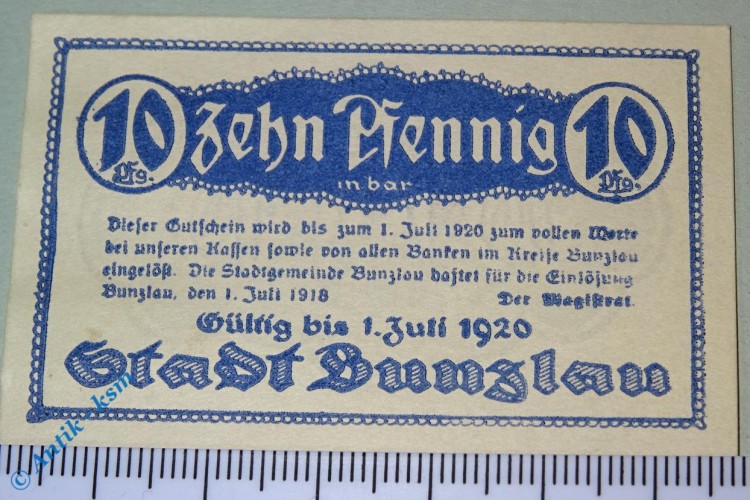 10 Pfg.
Zehn Pfennig
in bar
10 Pfg.
Dieser Gutschein wird bis zum 1. Juli 1920 zum vollen Werte
bei unseren Kassen sowie von allen Banken im Kreise Bunzlau
eingelöst. Die Stadtgemeinde Bunzlau haftet für die Einlösung
Bunzlau, den 1. Juli 1918 Der Magistrat.
Gültig bis 1. Juli 1920
Stadt Bunzlau
© Antik-ksm